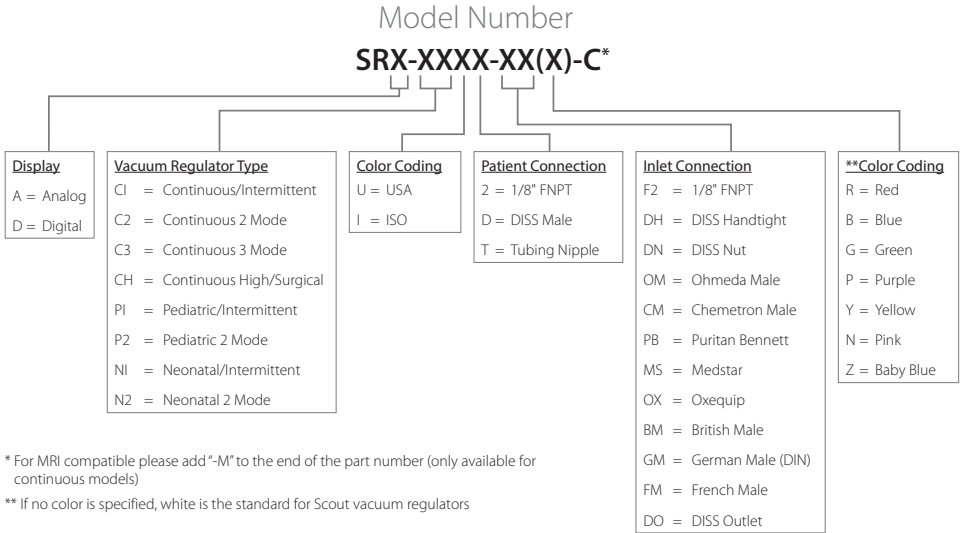 Model Number
SRX-XXXX-XX(X)-C*
Display
A = Analog
D = Digital
Vacuum Regulator Type
CI = Continuous/Intermittent
C2 = Continuous 2 Mode
C3 = Continuous 3 Mode
CH = Continuous High/Surgical
PI = Pediatric/Intermittent
P2 = Pediatric 2 Mode
NI = Neonatal/Intermittent
N2 = Neonatal 2 Mode
Color Coding
U = USA
I = ISO
Patient Connection
2 = 1/8" FNPT
D = DISS Male
T = Tubing Nipple
Inlet Connection
F2 = 1/8" FNPT
DH = DISS Handtight
DN = DISS Nut
OM = Ohmeda Male
CM = Chemetron Male
PB = Puritan Bennett
MS = Medstar
OX = Oxequip
BM = British Male
GM = German Male (DIN)
FM = French Male
DO = DISS Outlet
**Color Coding
R = Red
B = Blue
G = Green
P = Purple
Y = Yellow
N = Pink
Z = Baby Blue
* For MRI compatible please add "-M" to the end of the part number (only available for
continuous models)
** If no color is specified, white is the standard for Scout vacuum regulators